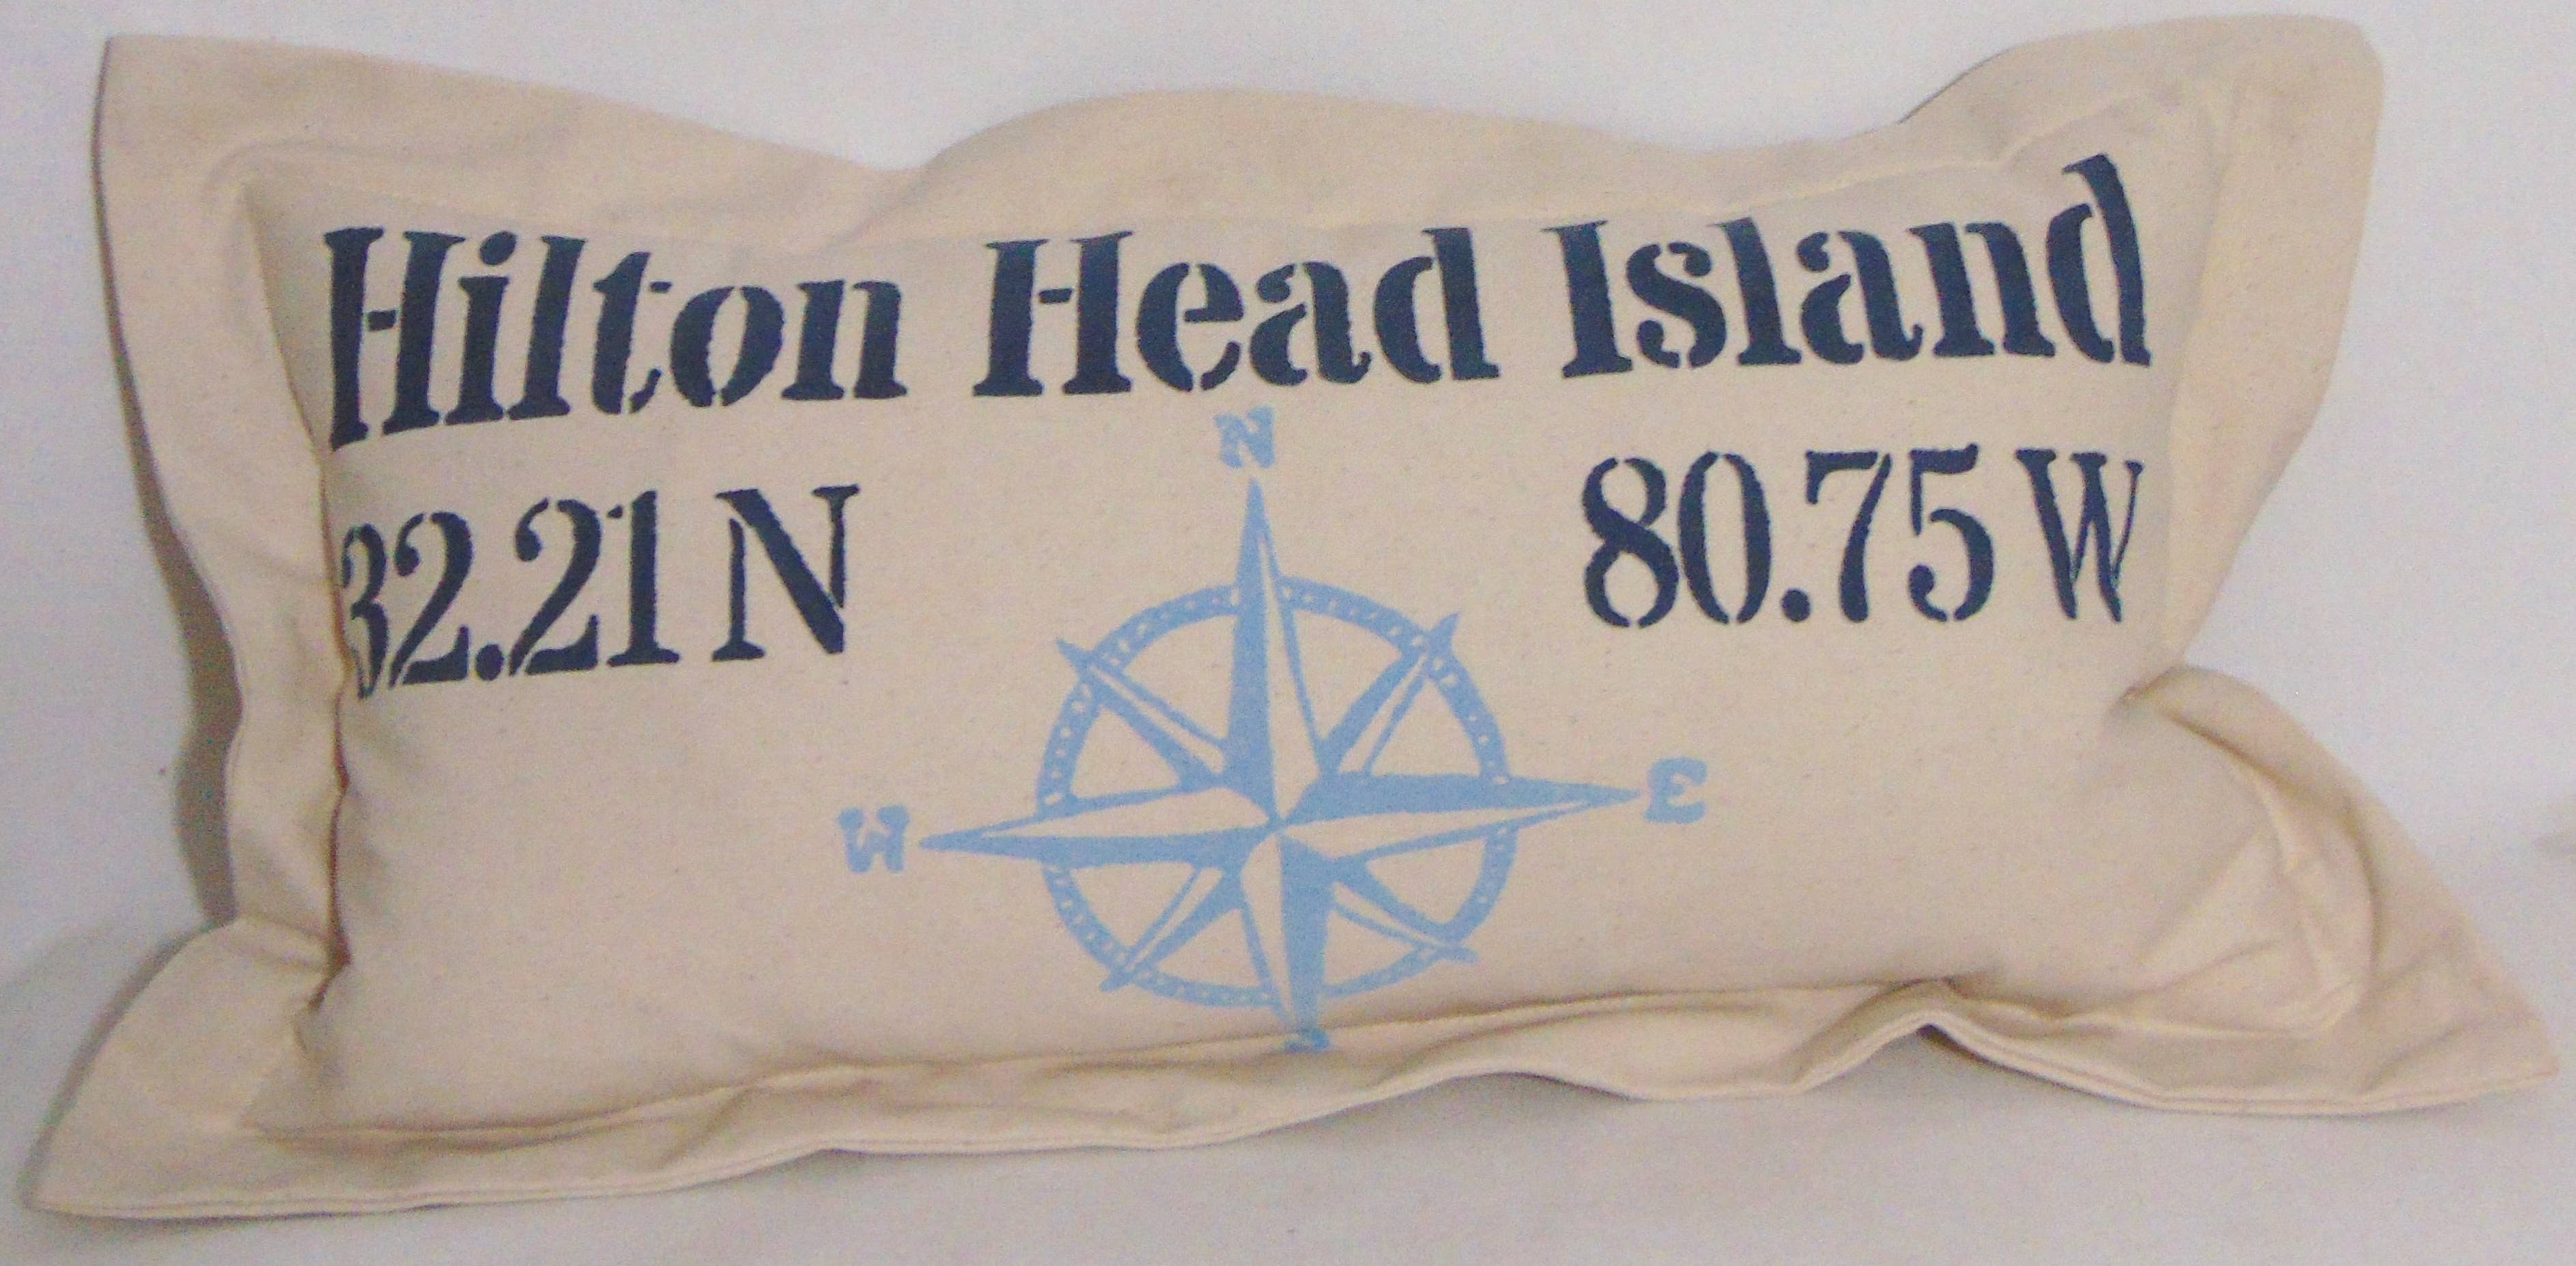 Hilton Head Island
32.21 N 80.75 W
N
W E
S